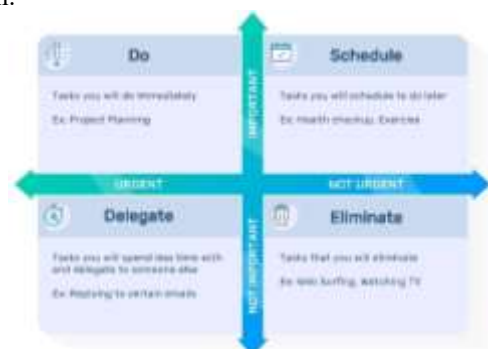 Do
Tasks you will do immediately
Ex: Project Planning
Schedule
Tasks you will schedule to do later
Ex: Health checkup, Exercise
IMPORTANT
URGENT
NOT URGENT
NOT IMPORTANT
Delegate
Tasks you will spend less time with
and delegate to someone else
Ex: Replying to certain emails
Eliminate
Tasks that you will eliminate
Ex: Web Surfing, Watching TV